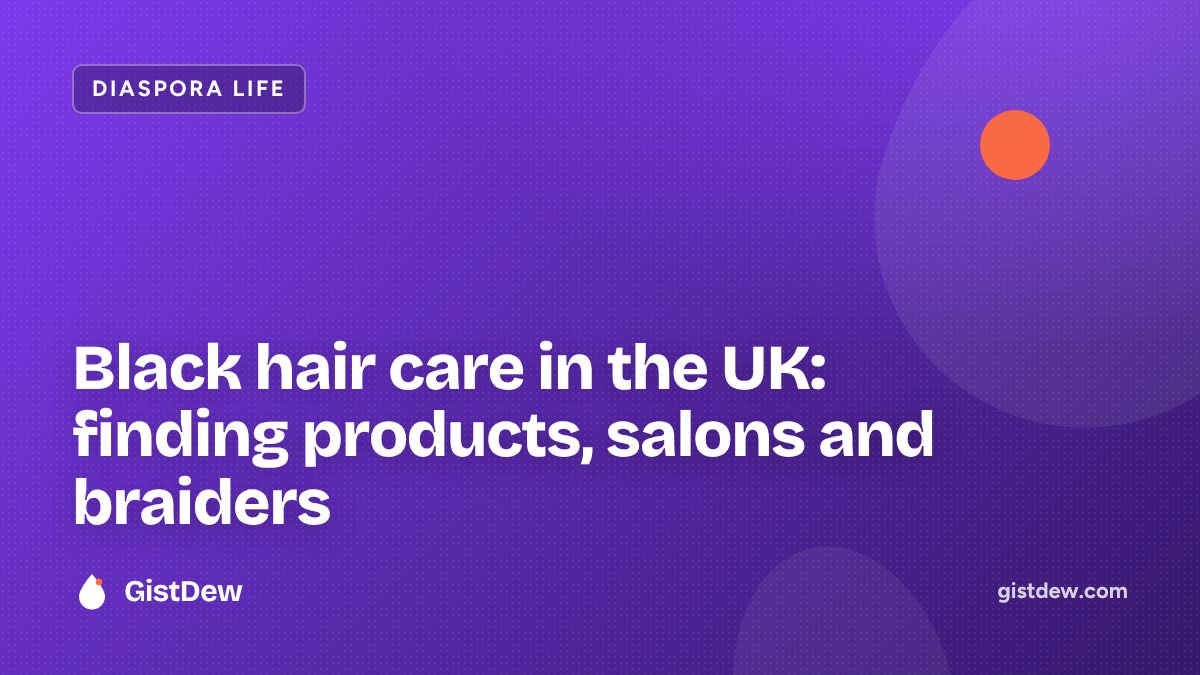 DIASPORA LIFE
Black hair care in the UK:
finding products, salons and
braiders
GistDew
gistdew.com